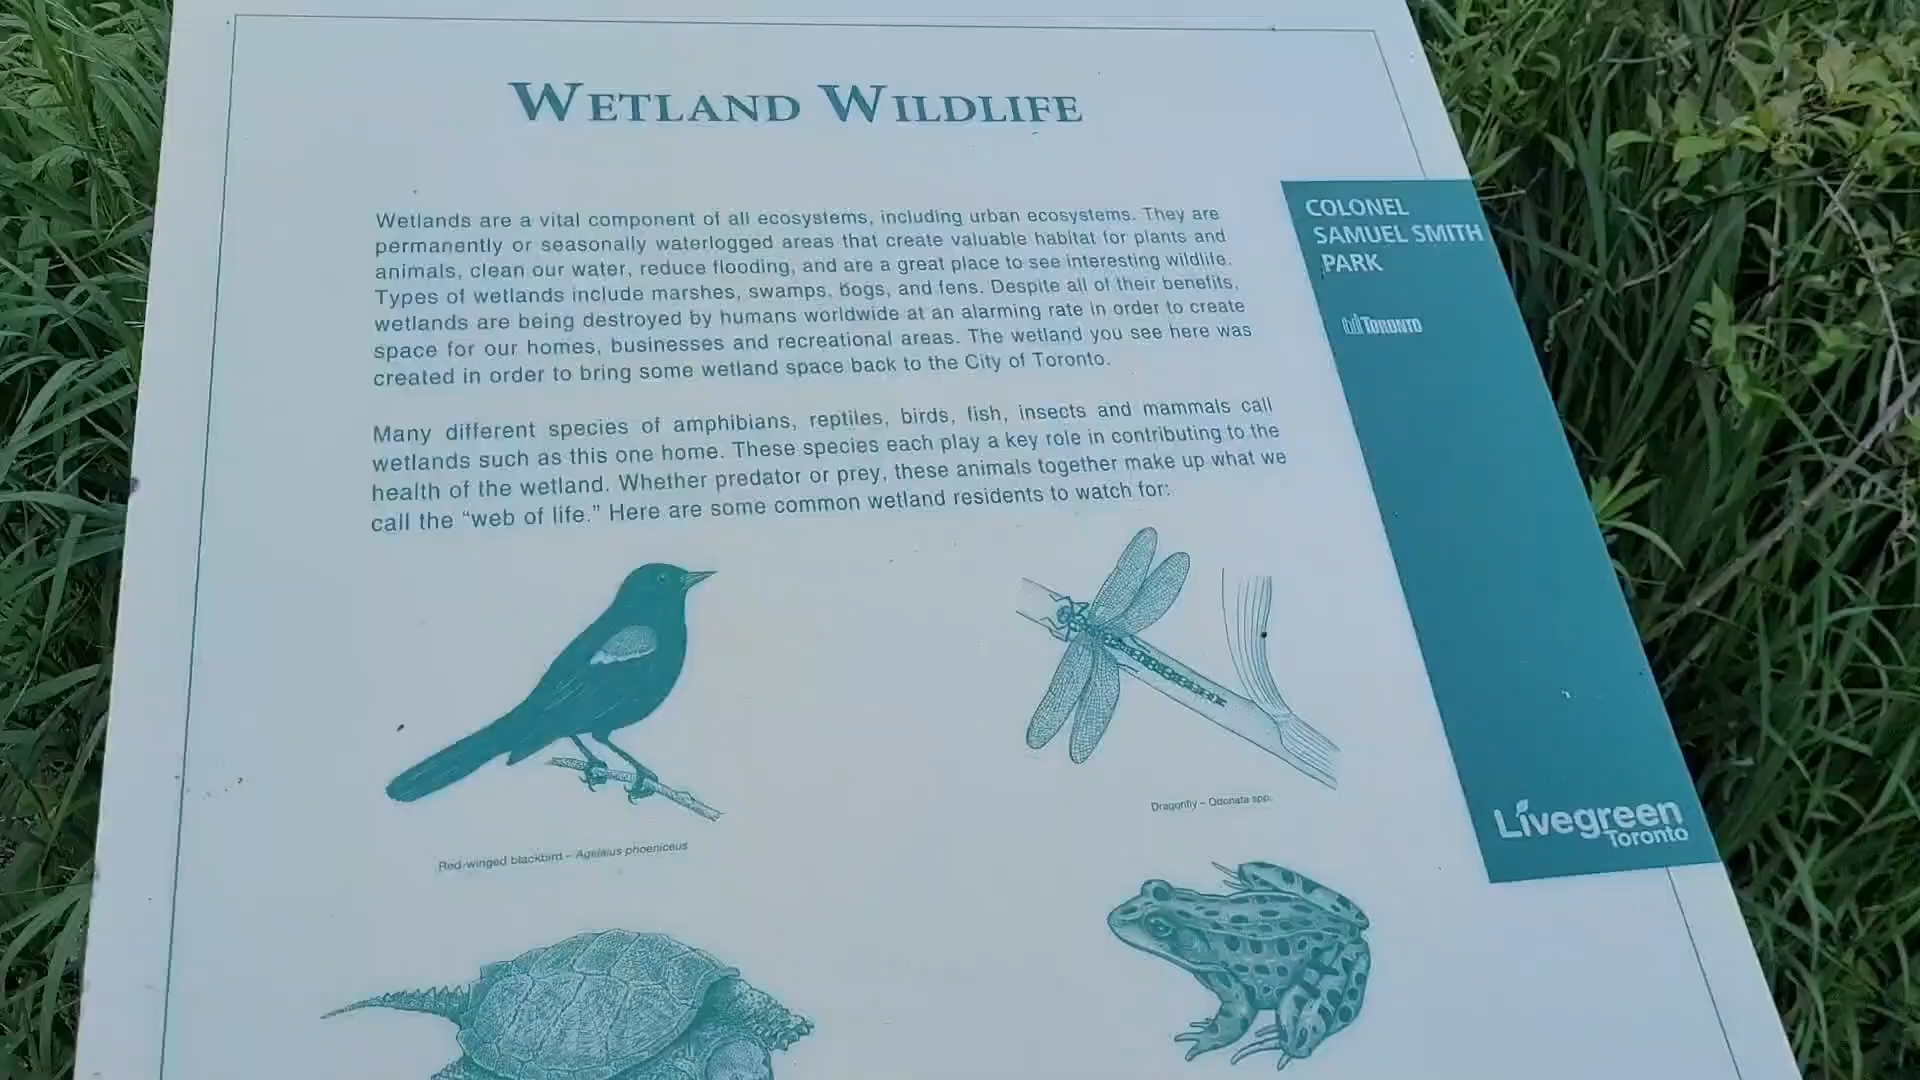 WETLAND WILDLIFE
Wetlands are a vital component of all ecosystems, including urban ecosystems. They are
permanently or seasonally waterlogged areas that create valuable habitat for plants and
animals, clean our water, reduce flooding, and are a great place to see interesting wildlife.
Types of wetlands include marshes, swamps, bogs, and fens. Despite all of their benefits,
wetlands are being destroyed by humans worldwide at an alarming rate in order to create
space for our homes, businesses and recreational areas. The wetland you see here was
created in order to bring some wetland space back to the City of Toronto.
Many different species of amphibians, reptiles, birds, fish, insects and mammals call
wetlands such as this one home. These species each play a key role in contributing to the
health of the wetland. Whether predator or prey, these animals together make up what we
call the “web of life.” Here are some common wetland residents to watch for:
Red-winged blackbird – Agelaius phoeniceus
Dragonfly – Odonata spp.
COLONEL
SAMUEL SMITH
PARK
TORONTO
Livegreen
Toronto